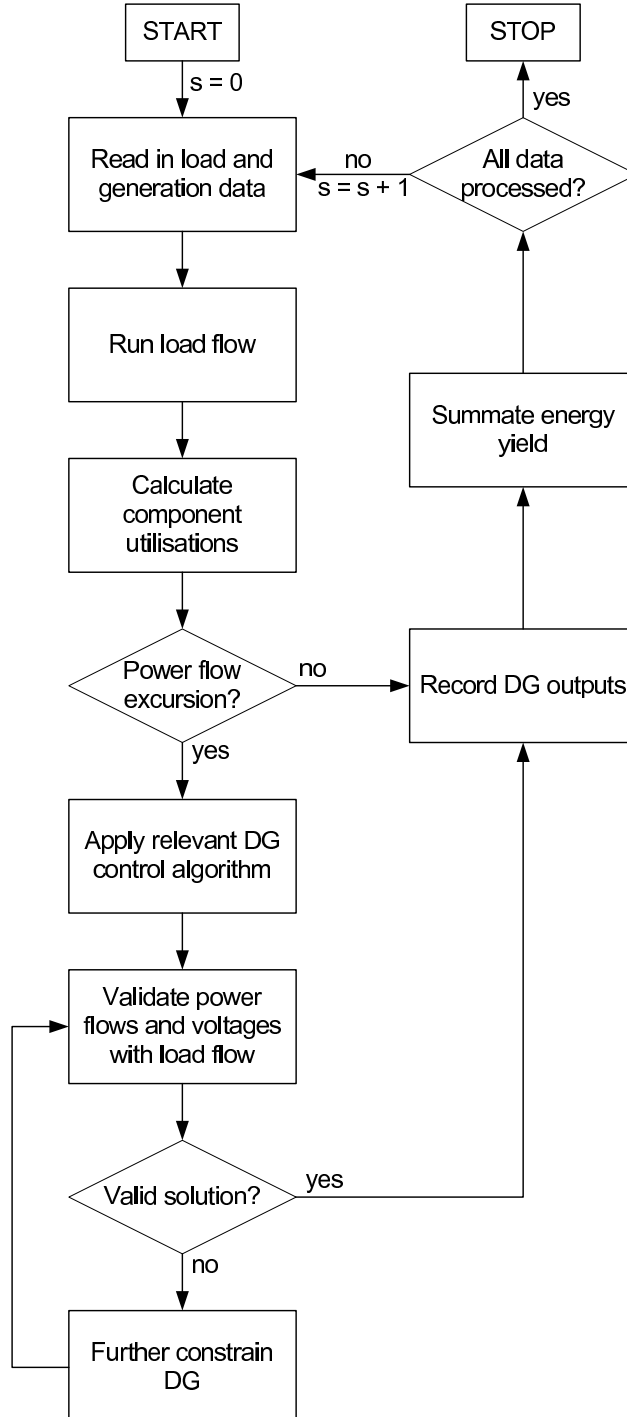 START
s = 0
Read in load and
generation data
Run load flow
Calculate
component
utilisations
Power flow
excursion?
no
yes
Apply relevant DG
control algorithm
Validate power
flows and voltages
with load flow
Valid solution?
yes
no
Further constrain
DG
Record DG outputs
Summate energy
yield
All data
processed?
no
s = s + 1
yes
STOP